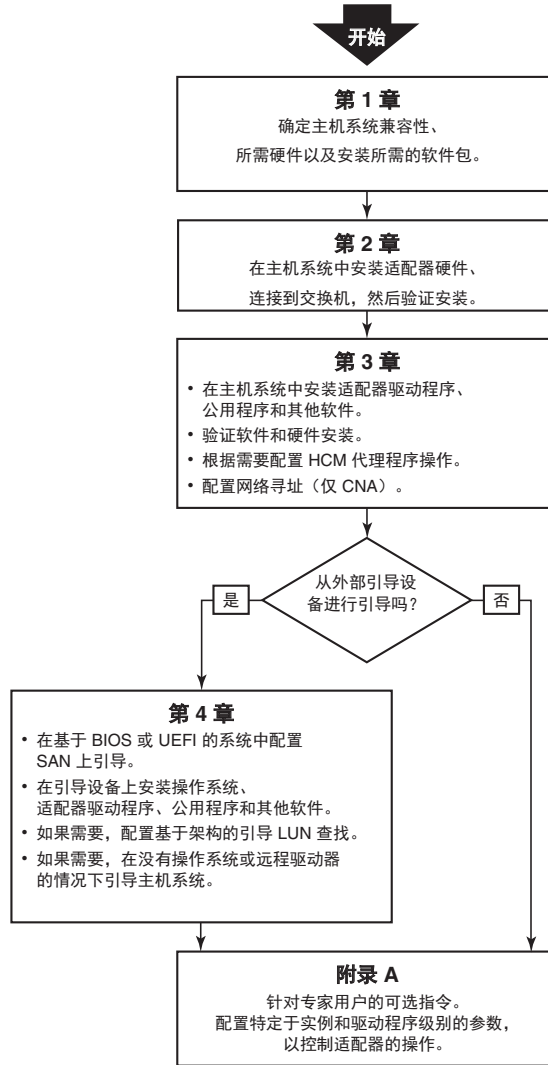 开始
第 1 章
确定主机系统兼容性、
所需硬件以及安装所需的软件包。
第 2 章
在主机系统中安装适配器硬件、
连接到交换机，然后验证安装。
第 3 章
• 在主机系统中安装适配器驱动程序、
公用程序和其他软件。
• 验证软件和硬件安装。
• 根据需要配置 HCM 代理程序操作。
• 配置网络寻址（仅 CNA）。
从外部引导设
备进行引导吗？
是
否
第 4 章
• 在基于 BIOS 或 UEFI 的系统中配置
SAN 上引导。
• 在引导设备上安装操作系统、
适配器驱动程序、公用程序和其他软件。
• 如果需要，配置基于架构的引导 LUN 查找。
• 如果需要，在没有操作系统或远程驱动器
的情况下引导主机系统。
附录 A
针对专家用户的可选指令。
配置特定于实例和驱动程序级别的参数，
以控制适配器的操作。